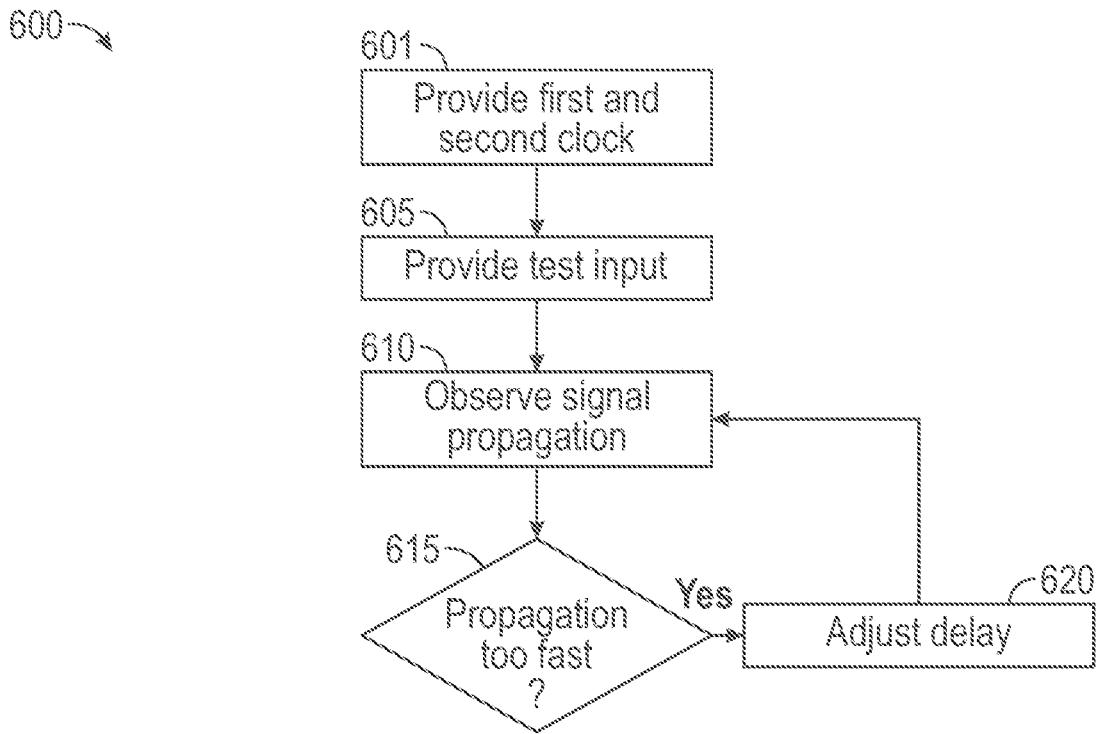 600
601
Provide first and
second clock
605
Provide test input
610
Observe signal
propagation
615
Propagation
too fast
?
Yes
620
Adjust delay